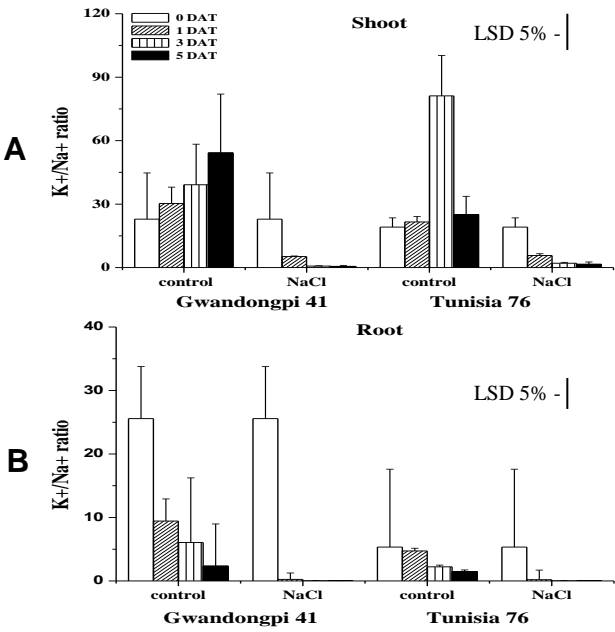 A
K+/Na+ ratio
120
90
60
30
0
0 DAT
1 DAT
3 DAT
5 DAT
Shoot
LSD 5% -
control
NaCl
control
NaCl
Gwandongpi 41
Tunisia 76
B
K+/Na+ ratio
40
30
20
10
0
Root
LSD 5% -
control
NaCl
control
NaCl
Gwandongpi 41
Tunisia 76